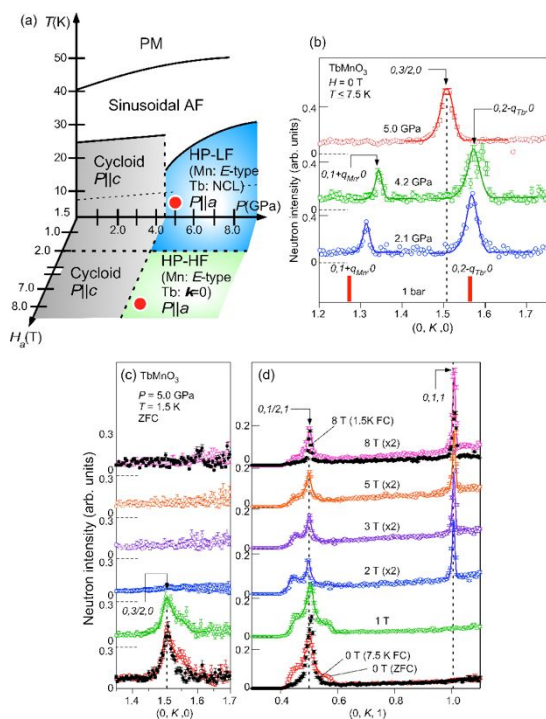 (a)
T(K)
PM
50
40
Sinusoidal AF
30
20
10
1.5
Cycloid
P||c
HP-LF
(Mn: E-type
Tb: NCL)
P||a
P(GPa)
0
2.0
4.0
6.0
8.0
2.0
7.0
8.0
Ha(T)
Cycloid
P||c
HP-HF
(Mn: E-type
Tb: k=0)
P||a
(b)
TbMnO3
H = 0 T
T ≤ 7.5 K
0,3/2,0
0,2-qTb,0
5.0 GPa
0,1+qMn,0
4.2 GPa
2.1 GPa
0,1+qMn,0
0,2-qTb,0
1 bar
Neutron intensity (arb. units)
0.4
0
0.4
0
0.4
0
1.2 1.3 1.4 1.5 1.6 1.7
(0, K ,0)
(c) TbMnO3
P = 5.0 GPa
T = 1.5 K
ZFC
0,3/2,0
Neutron intensity (arb. units)
0.3
0
0.3
0
0.3
0
0.3
0
0.3
0
0.3
0
1.4 1.5 1.6 1.7
(0, K ,0)
(d)
0,1/2,1
0,1,1
8 T (1.5K FC)
8 T (x2)
5 T (x2)
3 T (x2)
2 T (x2)
1 T
0 T (7.5 K FC)
0 T (ZFC)
0.2
0
0.2
0
0.2
0
0.2
0
0.2
0
0.2
0
0.4 0.6 0.8 1.0
(0, K, 1)